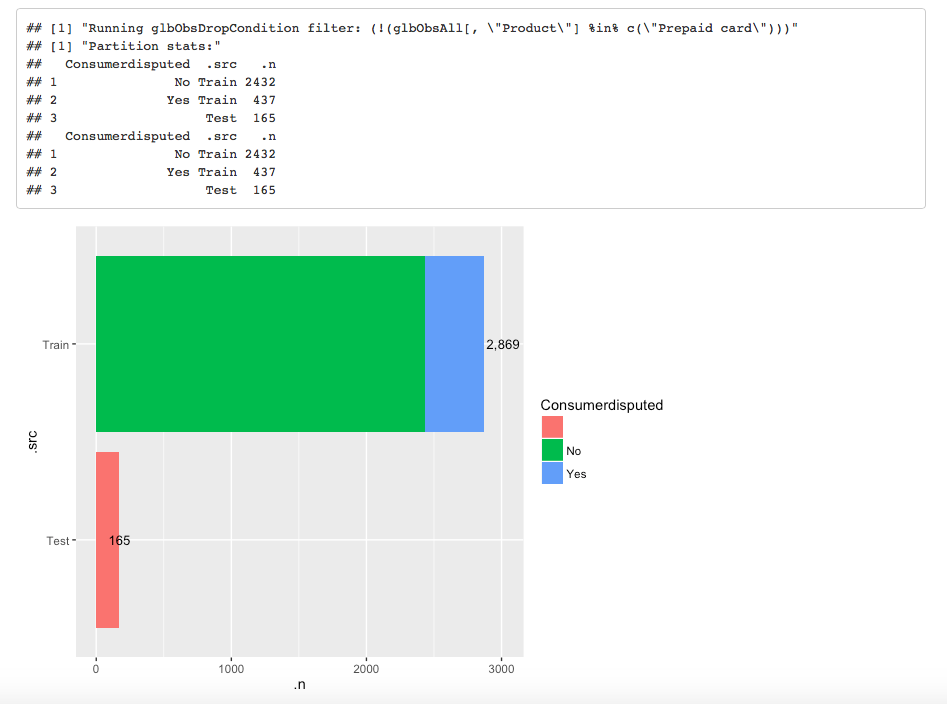 ## [1] "Running glbObsDropCondition filter: (!(glbObsAll[, \"Product\"] %in% c(\"Prepaid card\")))"
## [1] "Partition stats:"
##   Consumerdisputed  .src   .n
## 1               No Train 2432
## 2              Yes Train  437
## 3                   Test  165
##   Consumerdisputed  .src   .n
## 1               No Train 2432
## 2              Yes Train  437
## 3                   Test  165
Train
2,869
Consumerdisputed
No
Yes
.src
Test
165
0 1000 2000 3000
.n